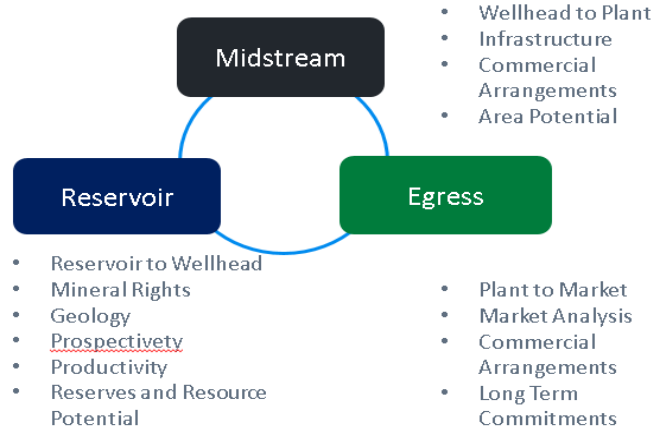 Midstream
• Wellhead to Plant
• Infrastructure
• Commercial
Arrangements
• Area Potential
Reservoir
Egress
• Reservoir to Wellhead
• Mineral Rights
• Geology
• Prospectivety
• Productivity
• Reserves and Resource
Potential
• Plant to Market
• Market Analysis
• Commercial
Arrangements
• Long Term
Commitments